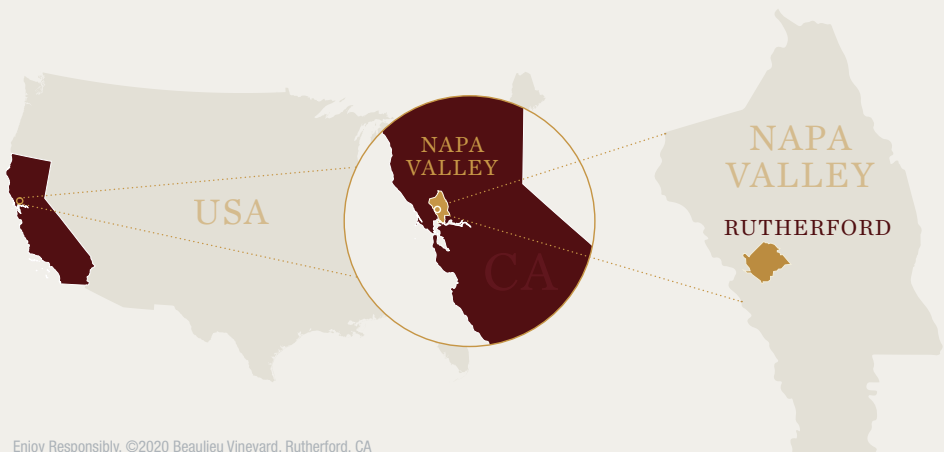 USA
NAPA
VALLEY
CA
NAPA
VALLEY
RUTHERFORD
Enjoy Responsibly. ©2020 Beaulieu Vineyard, Rutherford, CA